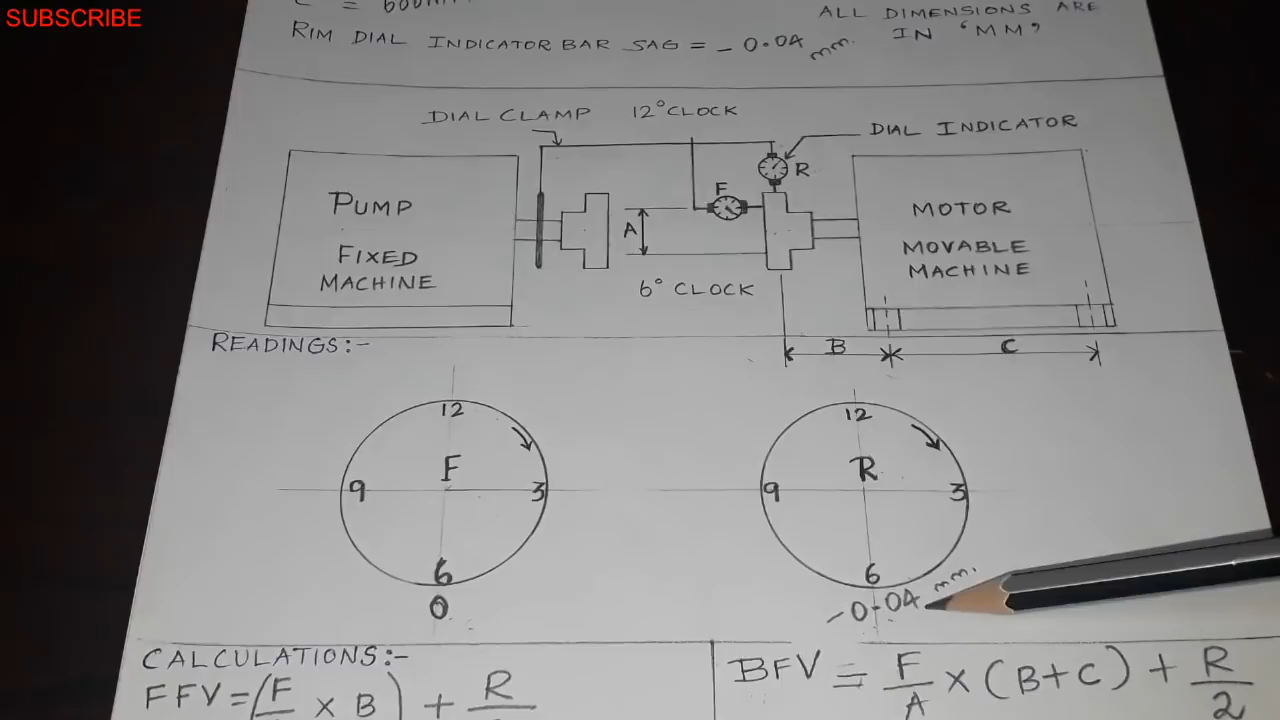 SUBSCRIBE
C = 600
ALL DIMENSIONS ARE
IN 'MM'
RIM DIAL INDICATOR BAR SAG = - 0.04 mm.
DIAL CLAMP 12°CLOCK
DIAL INDICATOR
R
F
PUMP
FIXED
MACHINE
A
MOTOR
MOVABLE
MACHINE
6° CLOCK
READINGS:-
B C
12
F
9 3
6
0
12
R
9 3
6
-0.04 mm.
CALCULATIONS:-
FFV = (F × B) + R
BFV = F/A × (B+C) + R/2